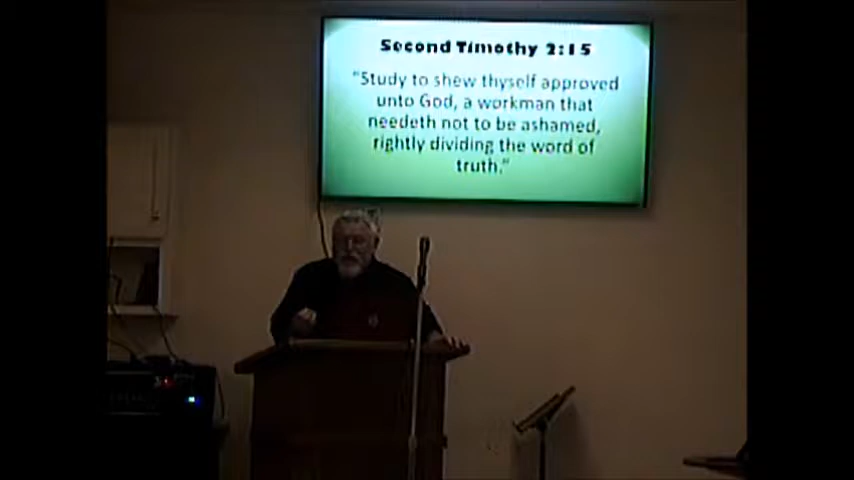 Second Timothy 2:15
"Study to shew thyself approved
unto God, a workman that
needeth not to be ashamed,
rightly dividing the word of
truth."